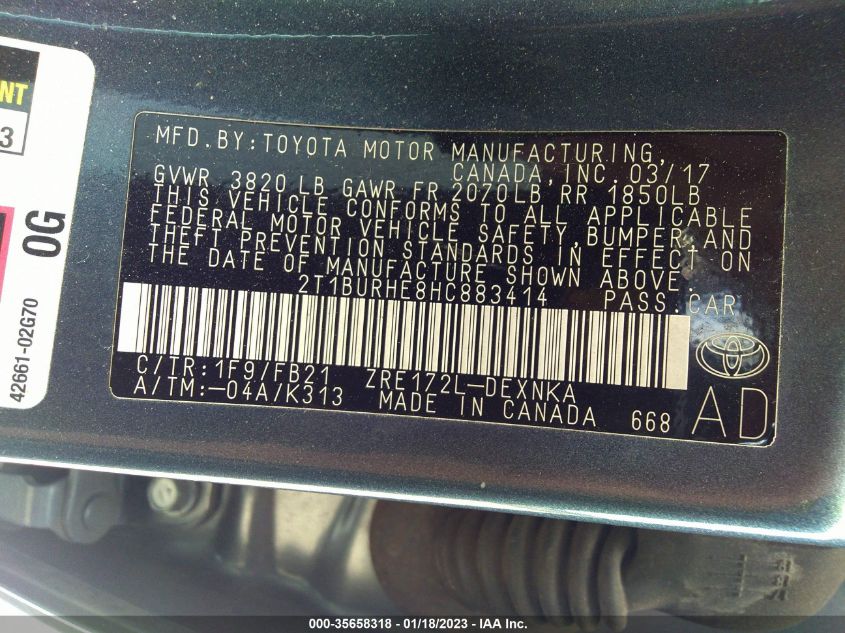 NT
3
0G
42661-02G70
MFD.BY:TOYOTA MOTOR MANUFACTURING,
CANADA, INC. 03/17
GVWR 3820 LB GAWR FR 2070LB RR 1850LB
THIS VEHICLE CONFORMS TO ALL APPLICABLE
FEDERAL MOTOR VEHICLE SAFETY,BUMPER,AND
THEFT PREVENTION STANDARDS IN EFFECT ON
THE DATE OF MANUFACTURE SHOWN ABOVE.
2T1BURHE8HC883414 PASS.CAR
C/TR:1F9/FB21 ZRE172L-DEXNKA
A/TM:-04A/K313 MADE IN CANADA 668
AD
000-35658318 - 01/18/2023 - IAA Inc.